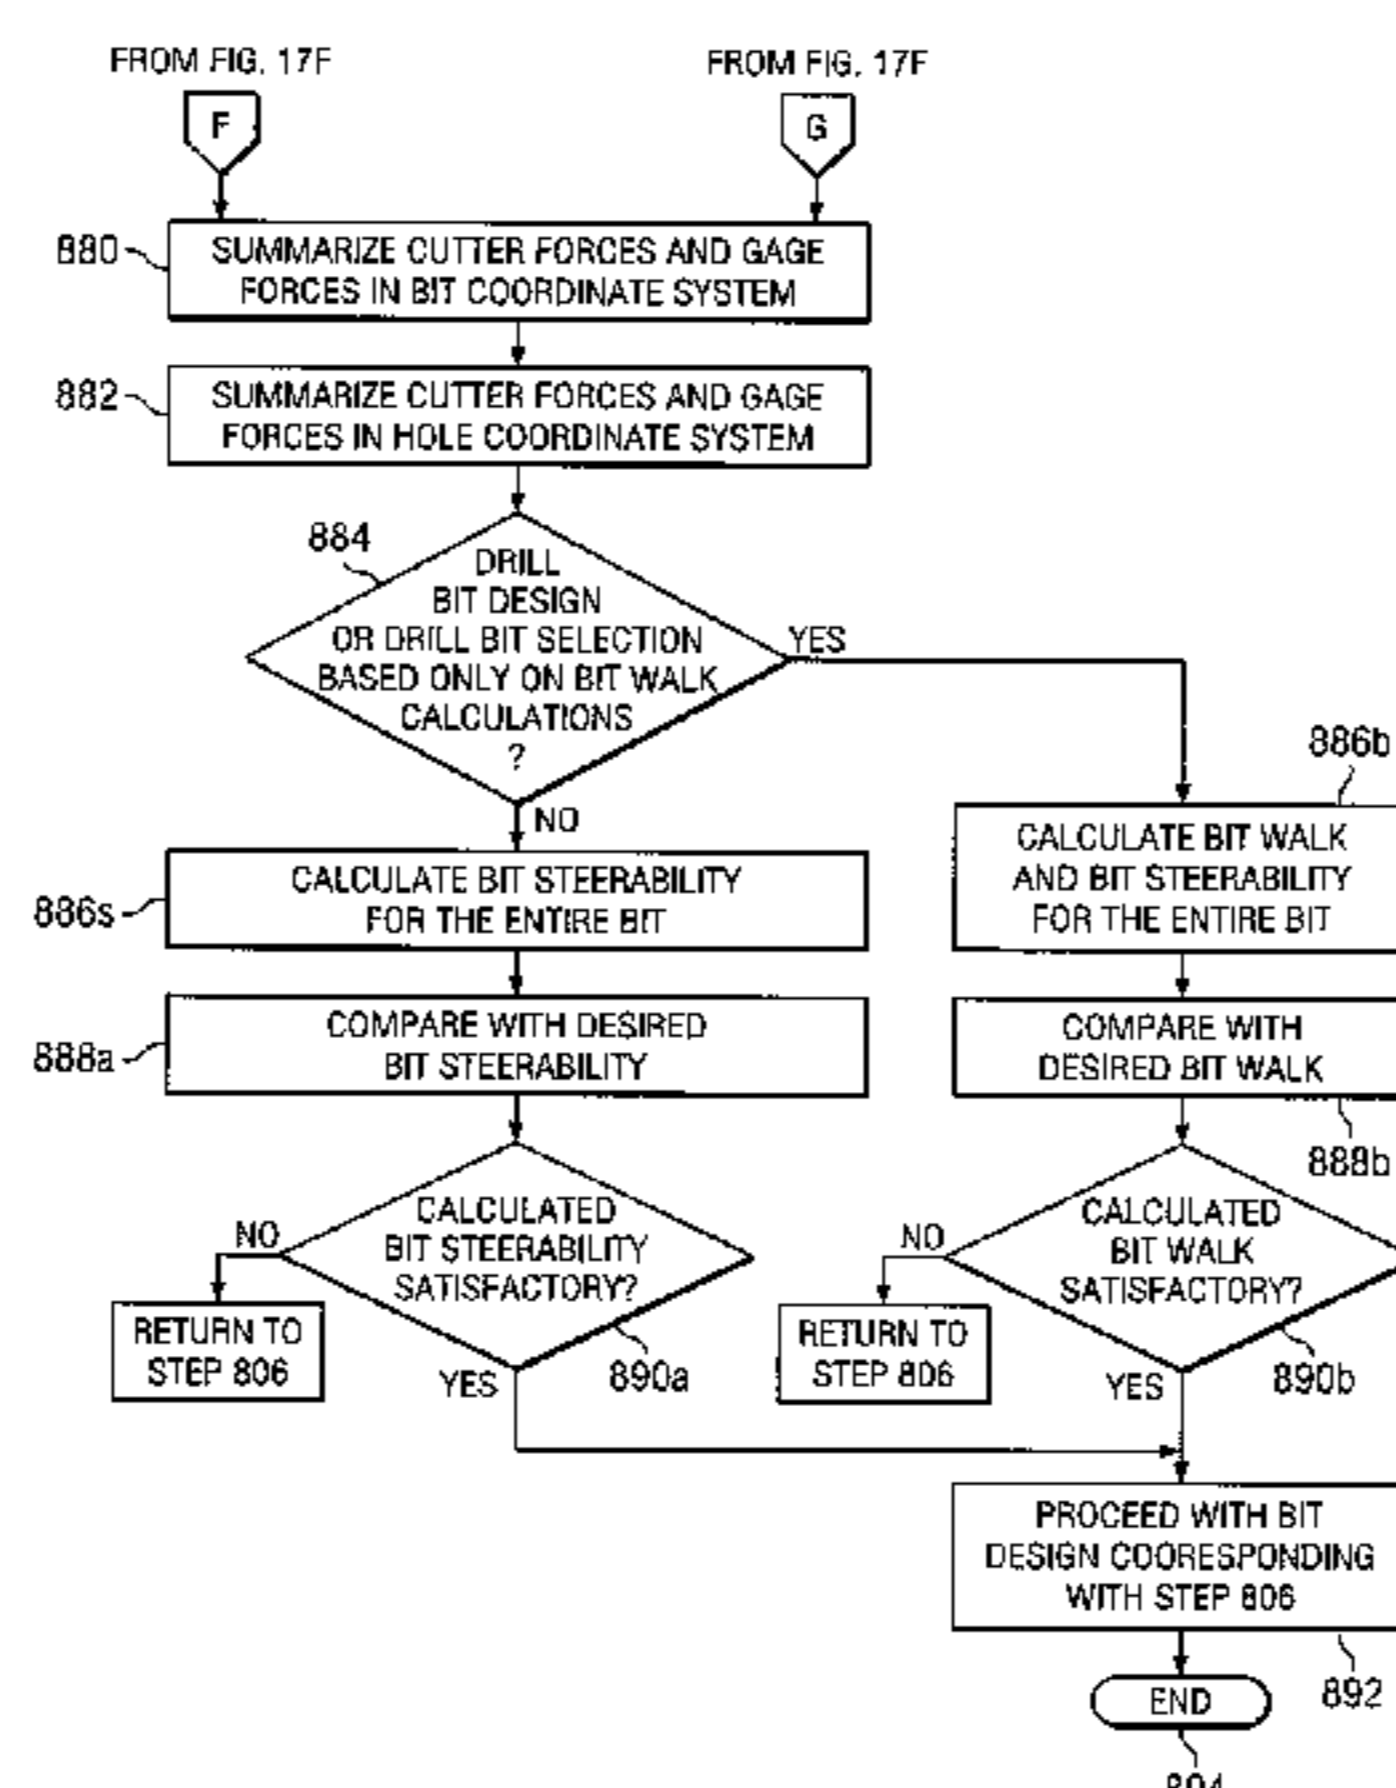 FROM FIG. 17F
FROM FIG. 17F
F
G
880
SUMMARIZE CUTTER FORCES AND GAGE
FORCES IN BIT COORDINATE SYSTEM
882
SUMMARIZE CUTTER FORCES AND GAGE
FORCES IN HOLE COORDINATE SYSTEM
884
DRILL
BIT DESIGN
OR DRILL BIT SELECTION
BASED ONLY ON BIT WALK
CALCULATIONS
?
YES
NO
886s
CALCULATE BIT STEERABILITY
FOR THE ENTIRE BIT
886b
CALCULATE BIT WALK
AND BIT STEERABILITY
FOR THE ENTIRE BIT
888a
COMPARE WITH DESIRED
BIT STEERABILITY
COMPARE WITH
DESIRED BIT WALK
888b
CALCULATED
BIT STEERABILITY
SATISFACTORY?
NO
RETURN TO
STEP 806
YES
890a
CALCULATED
BIT WALK
SATISFACTORY?
NO
RETURN TO
STEP 806
YES
890b
PROCEED WITH BIT
DESIGN COORESPONDING
WITH STEP 806
892
END
894